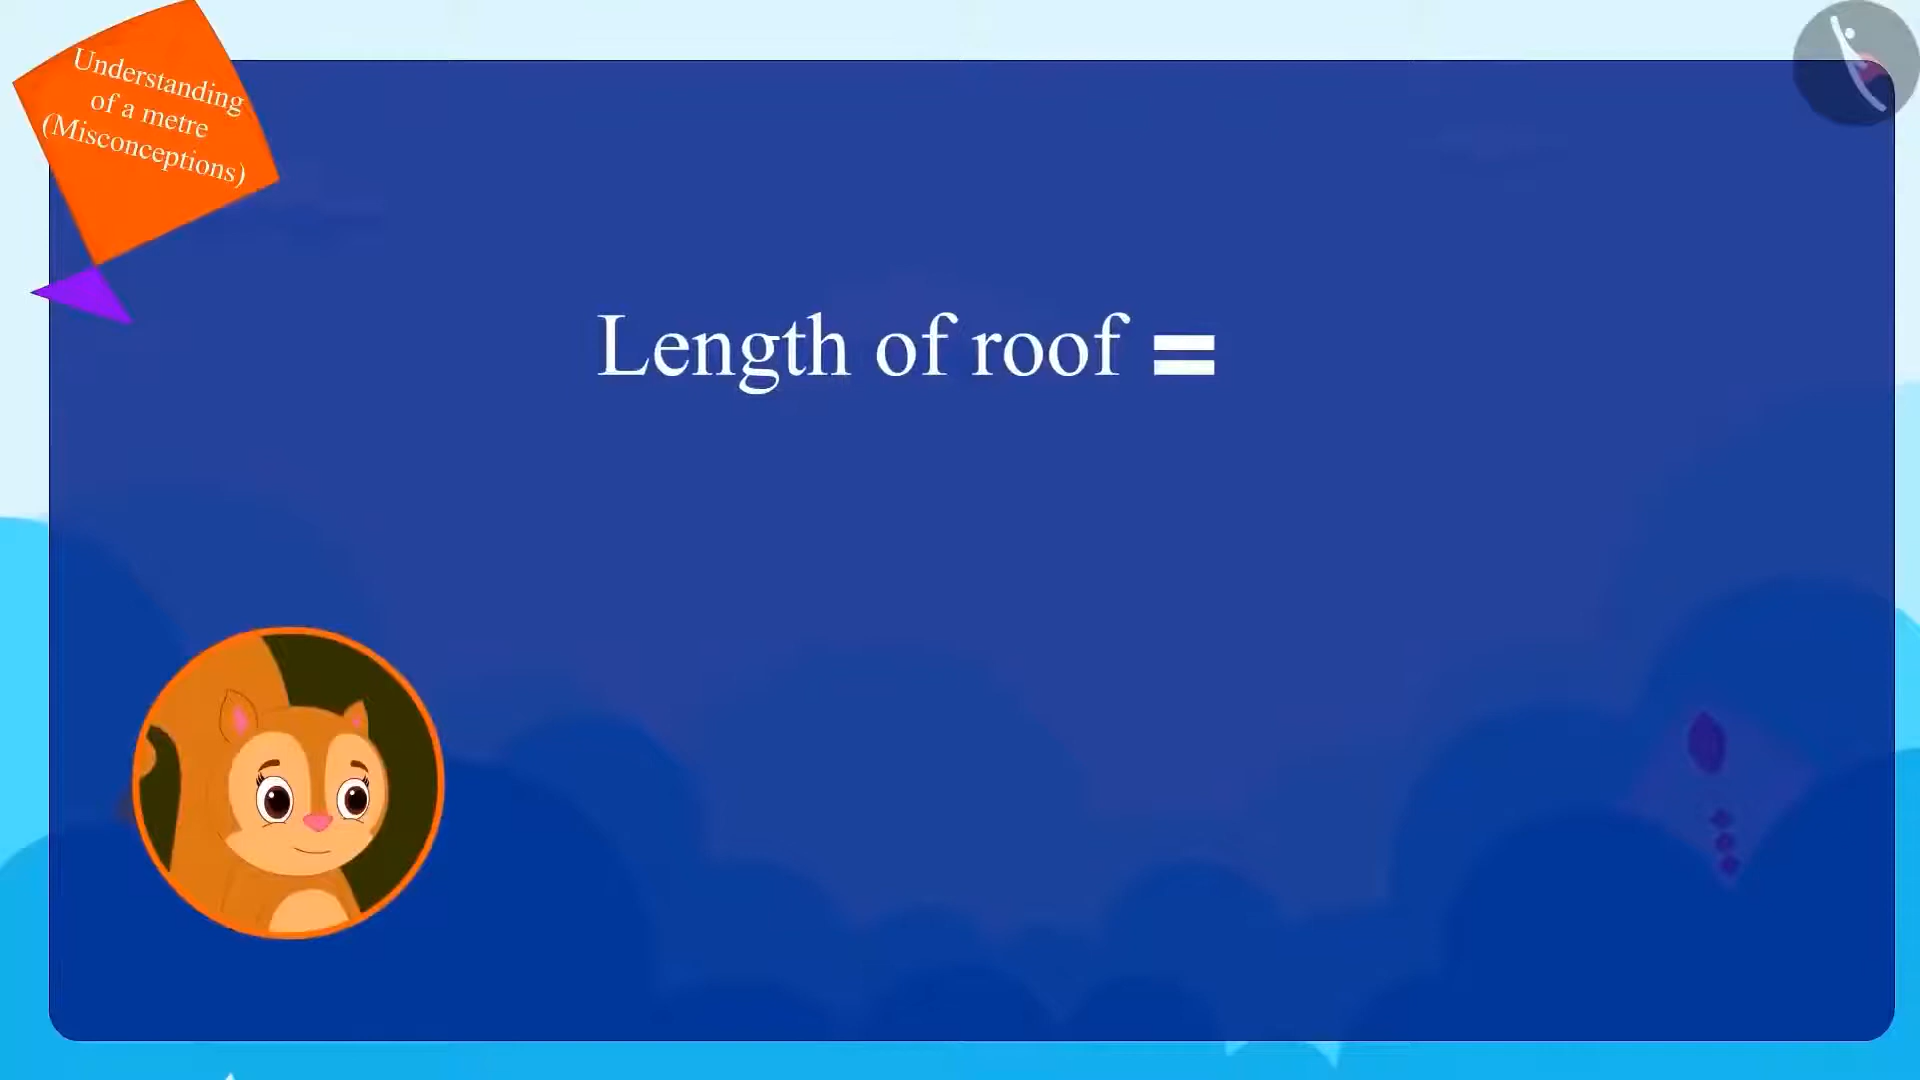 Understanding
of a metre
(Misconceptions)
Length of roof =